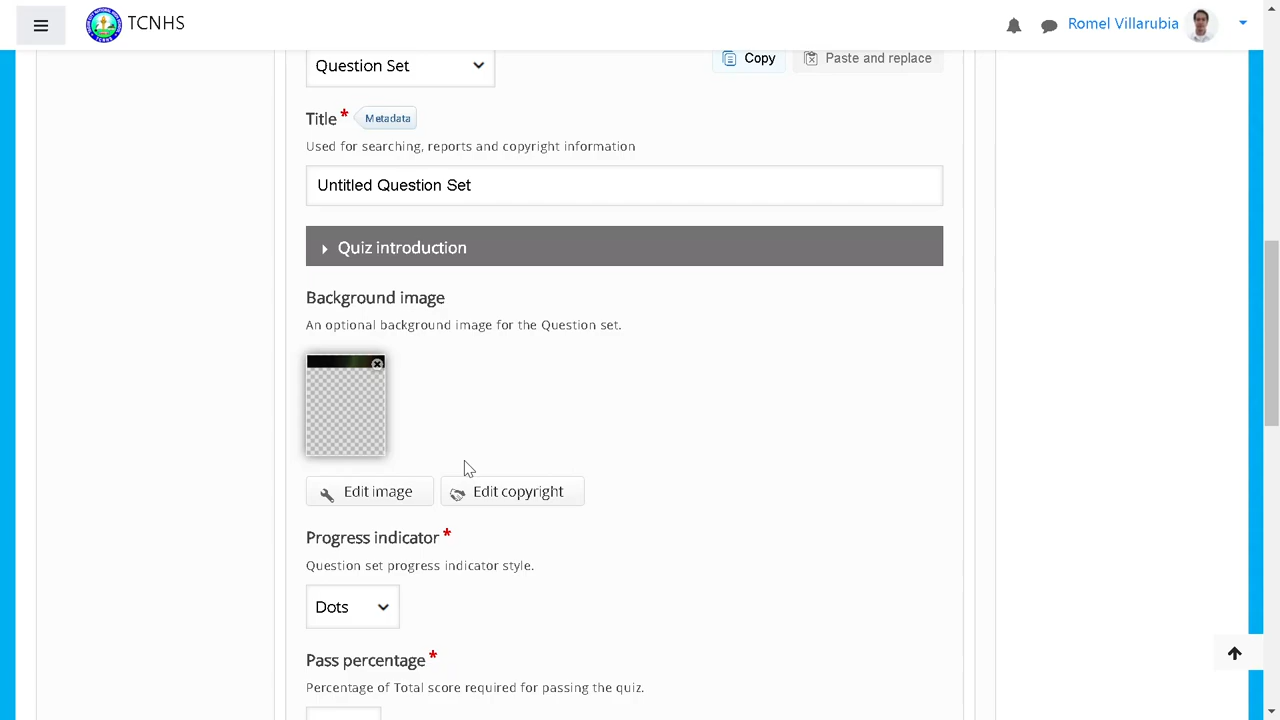 TCNHS
Romel Villarubia
Question Set
Copy
Paste and replace
Title *
Metadata
Used for searching, reports and copyright information
Untitled Question Set
Quiz introduction
Background image
An optional background image for the Question set.
Edit image
Edit copyright
Progress indicator *
Question set progress indicator style.
Dots
Pass percentage *
Percentage of Total score required for passing the quiz.